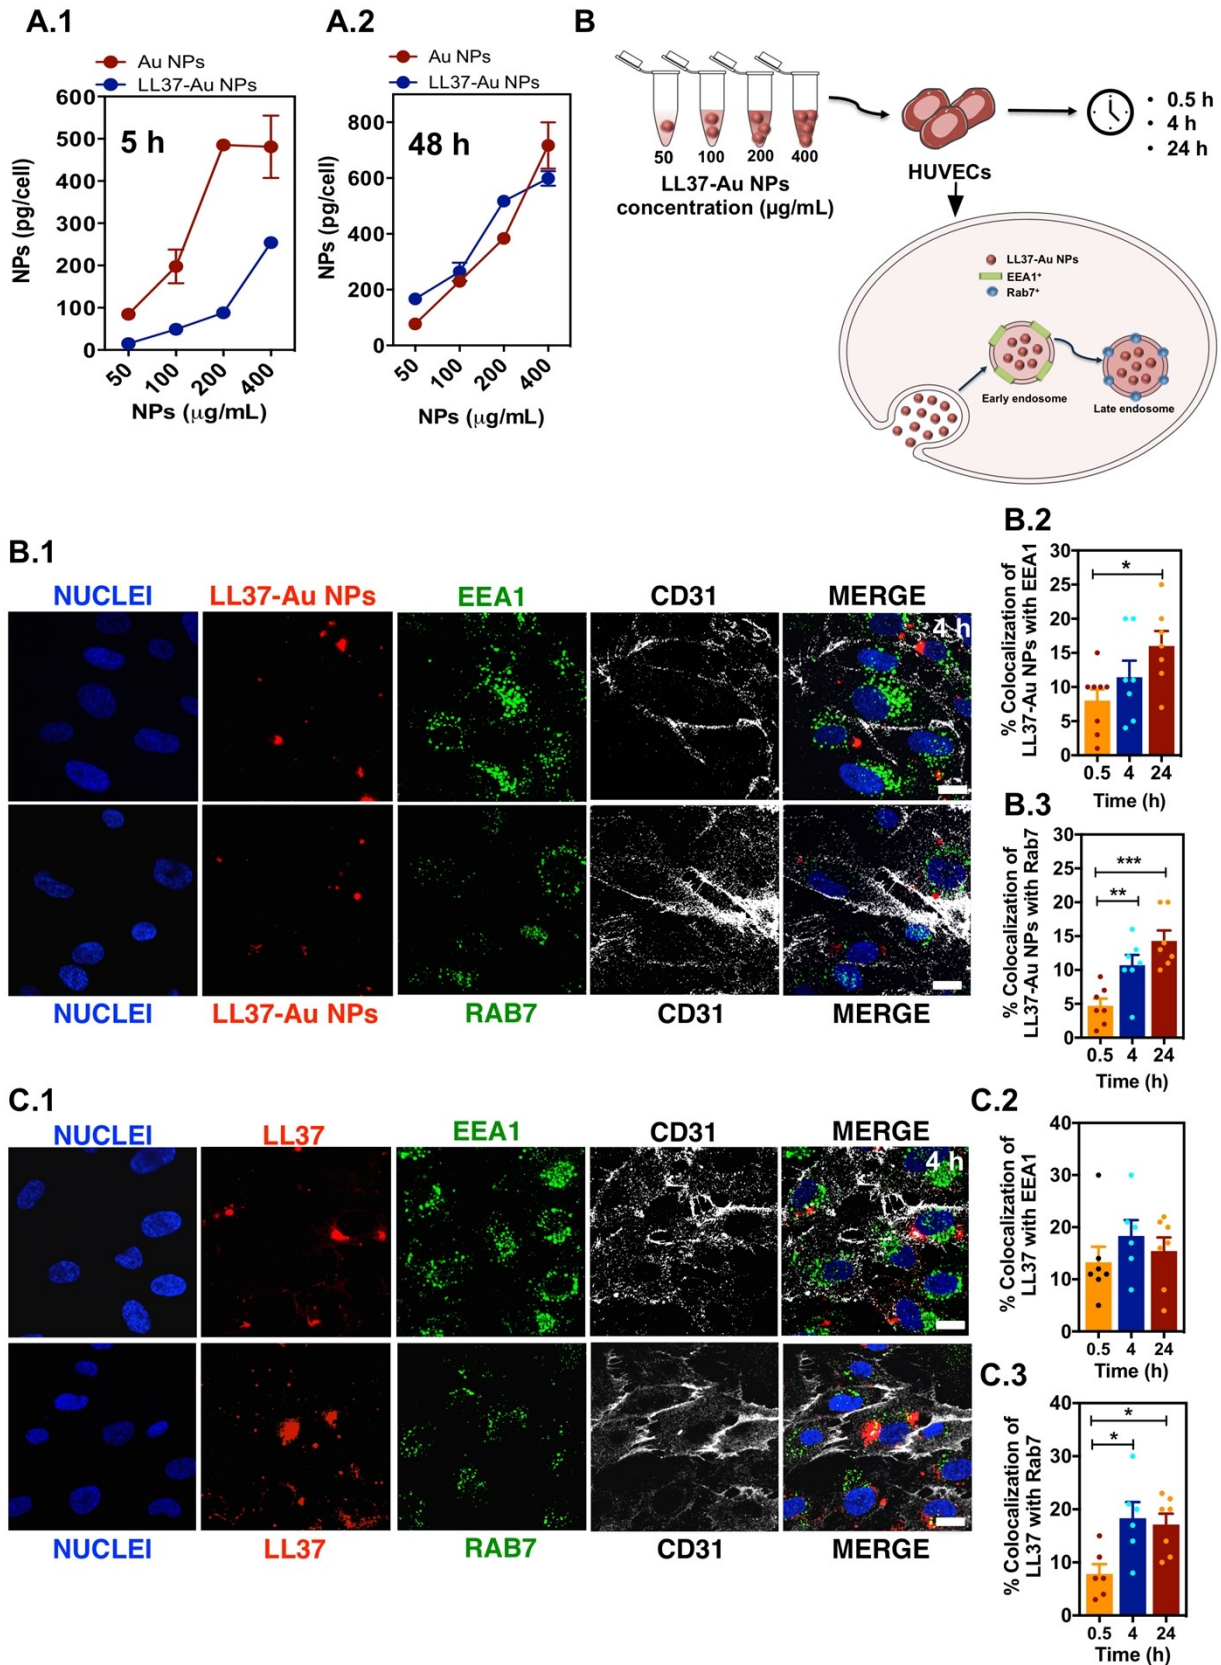 A.1
Au NPs
LL37-Au NPs
5 h
NPs (pg/cell)
600
500
400
300
200
100
0
50
100
200
400
NPs (μg/mL)
A.2
Au NPs
LL37-Au NPs
48 h
NPs (pg/cell)
800
600
400
200
0
50
100
200
400
NPs (μg/mL)
B
50
100
200
400
LL37-Au NPs
concentration (μg/mL)
HUVECs
• 0.5 h
• 4 h
• 24 h
LL37-Au NPs
EEA1⁺
Rab7⁺
Early endosome
Late endosome
B.1
NUCLEI
LL37-Au NPs
EEA1
CD31
MERGE
4 h
NUCLEI
LL37-Au NPs
RAB7
CD31
MERGE
B.2
% Colocalization of
LL37-Au NPs with EEA1
30
25
20
15
10
5
0
*
0.5
4
24
Time (h)
B.3
% Colocalization of
LL37-Au NPs with Rab7
30
25
20
15
10
5
0
***
**
0.5
4
24
Time (h)
C.1
NUCLEI
LL37
EEA1
CD31
MERGE
4 h
NUCLEI
LL37
RAB7
CD31
MERGE
C.2
% Colocalization of
LL37 with EEA1
40
30
20
10
0
0.5
4
24
Time (h)
C.3
% Colocalization of
LL37 with Rab7
40
30
20
10
0
*
*
0.5
4
24
Time (h)